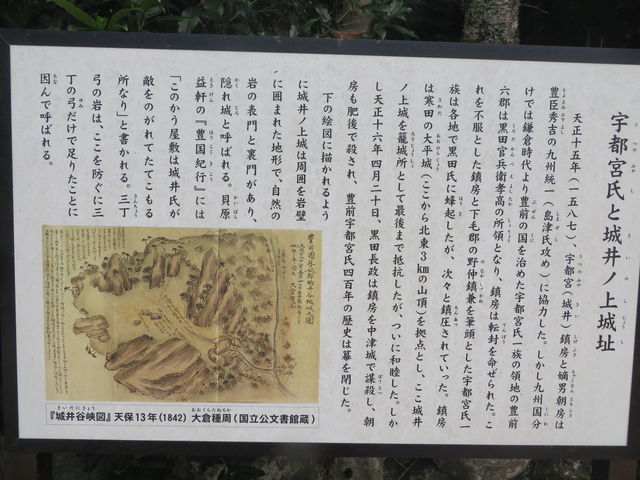 宇都宮氏と城井ノ上城址
天正十五年（一五八七）、宇都宮（城井）鎮房と嫡男朝房は
豊臣秀吉の九州統一（島津氏攻め）に協力した。しかし九州国分
けでは鎌倉時代より豊前の国を治めた宇都宮氏一族の領地の豊前
六郡は黒田官兵衛孝高の所領となり、鎮房は転封を命ぜられた。こ
れを不服とした鎮房と下毛郡の野仲鎮兼を筆頭とした宇都宮氏一
族は各地で黒田氏に蜂起したが、次々と鎮圧されていった。鎮房
は寒田の大平城（ここから北東３kmの山頂）を拠点とし、ここ城井
ノ上城を籠城所として最後まで抵抗したが、ついに和睦した。しか
し天正十六年四月二十日、黒田長政は鎮房を中津城で謀殺し、朝
房も肥後で殺され、豊前宇都宮氏四百年の歴史は幕を閉じた。
下の絵図に描かれるよう
に城井ノ上城は周囲を岩壁
に囲まれた地形で、自然の
岩の表門と裏門があり、
隠れ城と呼ばれる。貝原
益軒の『豊国紀行』には
「このかう屋敷は城井氏が
敵をのがれてたてこもる
所なり」と書かれる。三丁
弓の岩は、ここを防ぐに三
丁の弓だけで足りたことに
因んで呼ばれる。
『城井谷峡図』天保13年(1842) 大倉種周(国立公文書館蔵)